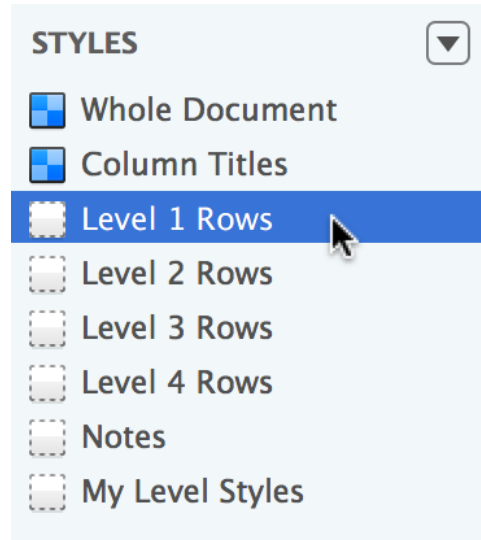 STYLES
Whole Document
Column Titles
Level 1 Rows
Level 2 Rows
Level 3 Rows
Level 4 Rows
Notes
My Level Styles